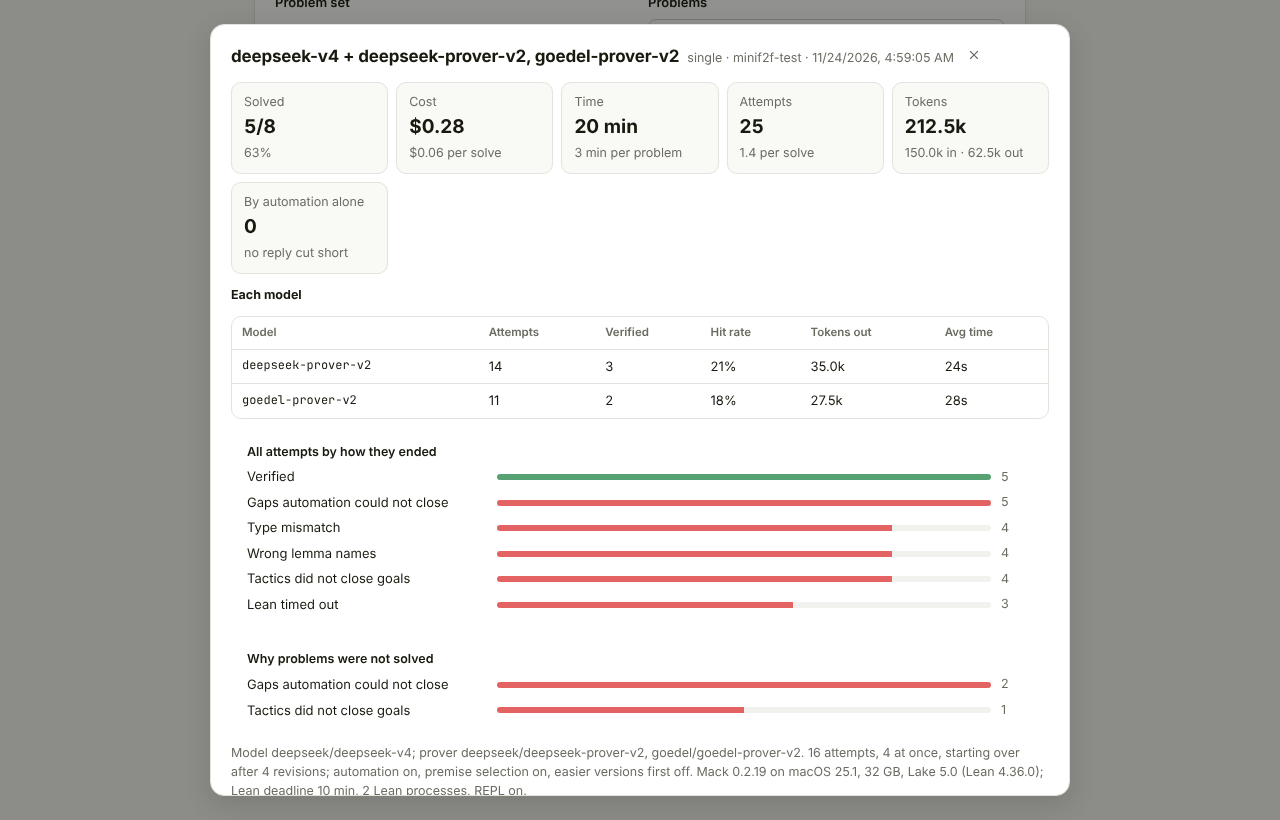 Problem set
Problems
deepseek-v4 + deepseek-prover-v2, goedel-prover-v2 single · minif2f-test · 11/24/2026, 4:59:05 AM ×
Solved
5/8
63%
Cost
$0.28
$0.06 per solve
Time
20 min
3 min per problem
Attempts
25
1.4 per solve
Tokens
212.5k
150.0k in · 62.5k out
By automation alone
0
no reply cut short
Each model
Model Attempts Verified Hit rate Tokens out Avg time
deepseek-prover-v2 14 3 21% 35.0k 24s
goedel-prover-v2 11 2 18% 27.5k 28s
All attempts by how they ended
Verified 5
Gaps automation could not close 5
Type mismatch 4
Wrong lemma names 4
Tactics did not close goals 4
Lean timed out 3
Why problems were not solved
Gaps automation could not close 2
Tactics did not close goals 1
Model deepseek/deepseek-v4; prover deepseek/deepseek-prover-v2, goedel/goedel-prover-v2. 16 attempts, 4 at once, starting over
after 4 revisions; automation on, premise selection on, easier versions first off. Mack 0.2.19 on macOS 25.1, 32 GB, Lake 5.0 (Lean 4.36.0);
Lean deadline 10 min, 2 Lean processes, REPL on.